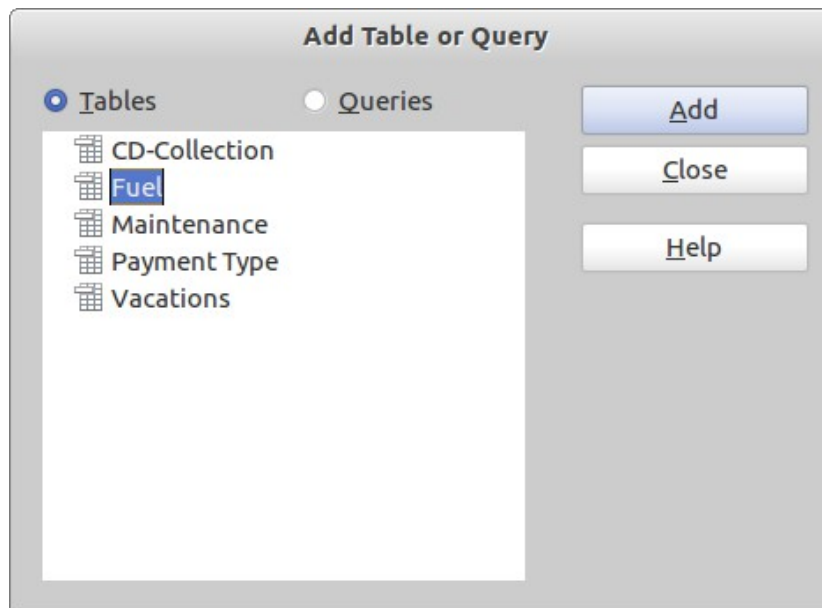 Add Table or Query
Tables
Queries
CD-Collection
Fuel
Maintenance
Payment Type
Vacations
Add
Close
Help